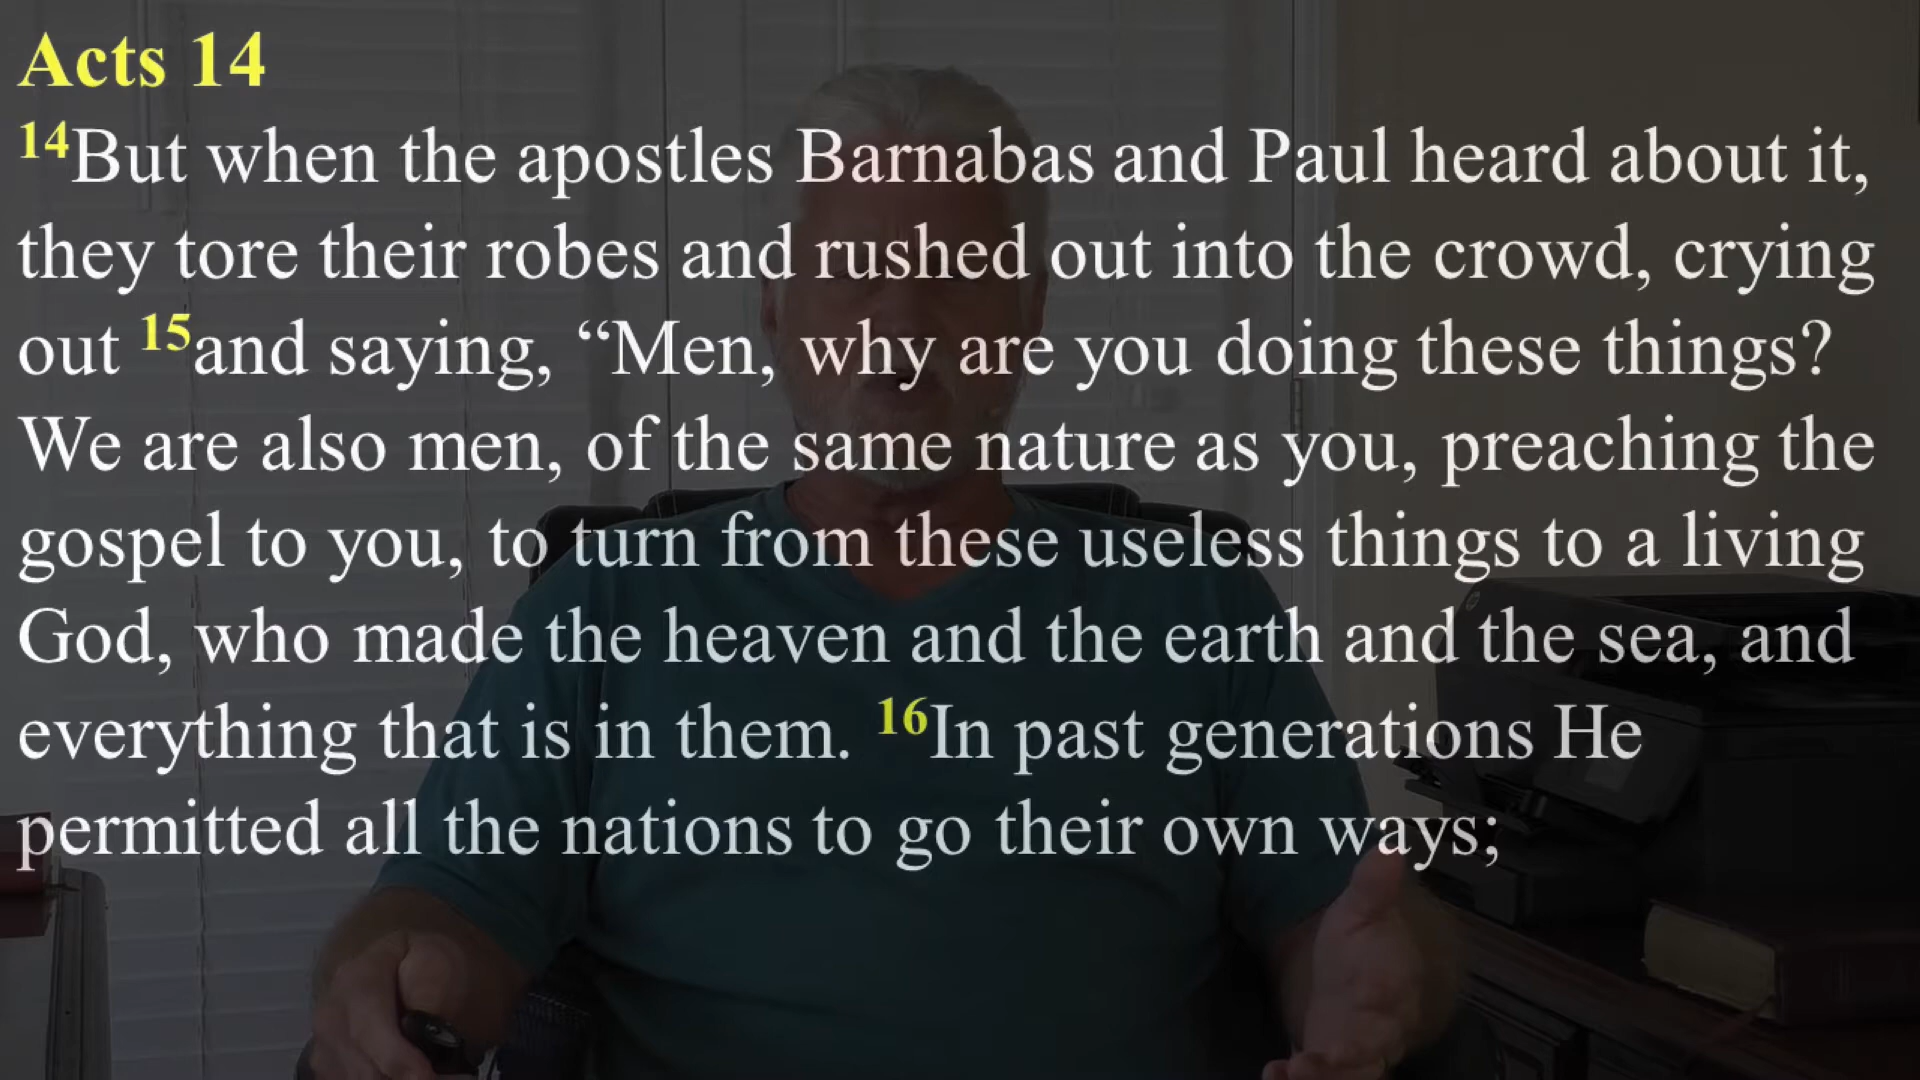 Acts 14
14But when the apostles Barnabas and Paul heard about it,
they tore their robes and rushed out into the crowd, crying
out 15and saying, “Men, why are you doing these things?
We are also men, of the same nature as you, preaching the
gospel to you, to turn from these useless things to a living
God, who made the heaven and the earth and the sea, and
everything that is in them. 16In past generations He
permitted all the nations to go their own ways;